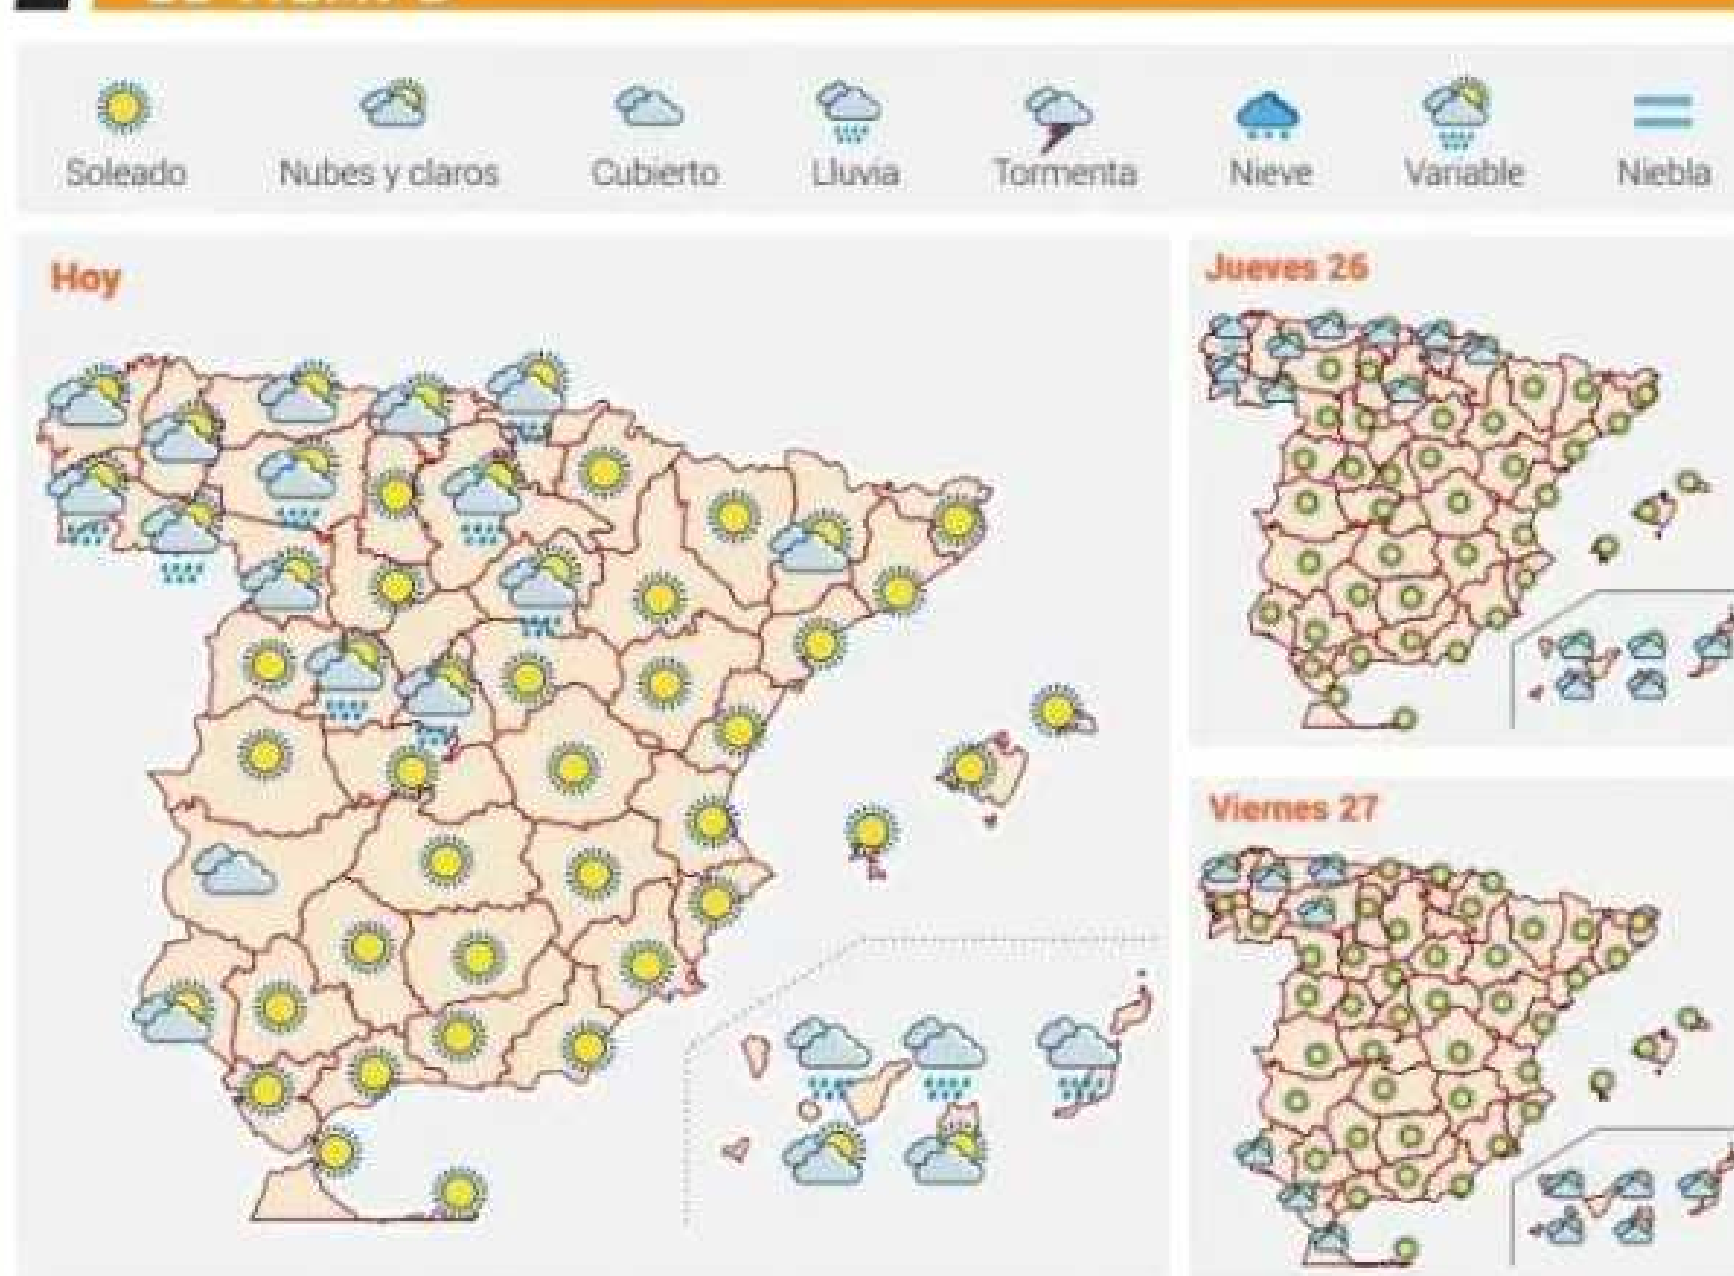 Soleado Nubes y claros Cubierto Lluvia Tormenta Nieve Variable Niebla
Hoy
Jueves 26
Viernes 27